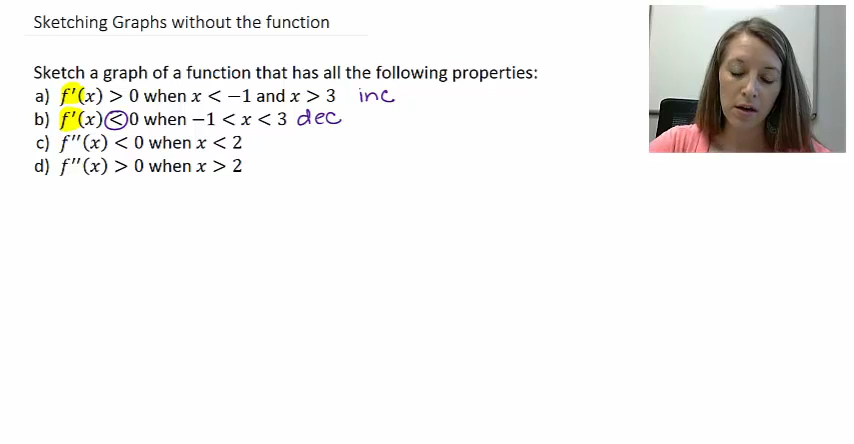 Sketching Graphs without the function
Sketch a graph of a function that has all the following properties:
a) f′(x) > 0 when x < −1 and x > 3 inc
b) f′(x) < 0 when −1 < x < 3 dec
c) f″(x) < 0 when x < 2
d) f″(x) > 0 when x > 2